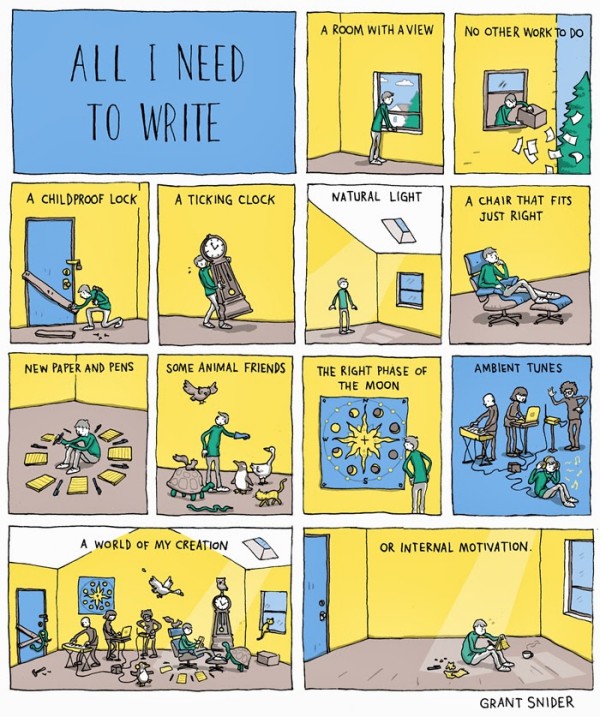 ALL I NEED
TO WRITE
A ROOM WITH A VIEW
NO OTHER WORK TO DO
A CHILDPROOF LOCK
A TICKING CLOCK
NATURAL LIGHT
A CHAIR THAT FITS
JUST RIGHT
NEW PAPER AND PENS
SOME ANIMAL FRIENDS
THE RIGHT PHASE OF
THE MOON
AMBIENT TUNES
A WORLD OF MY CREATION
OR INTERNAL MOTIVATION.
GRANT SNIDER